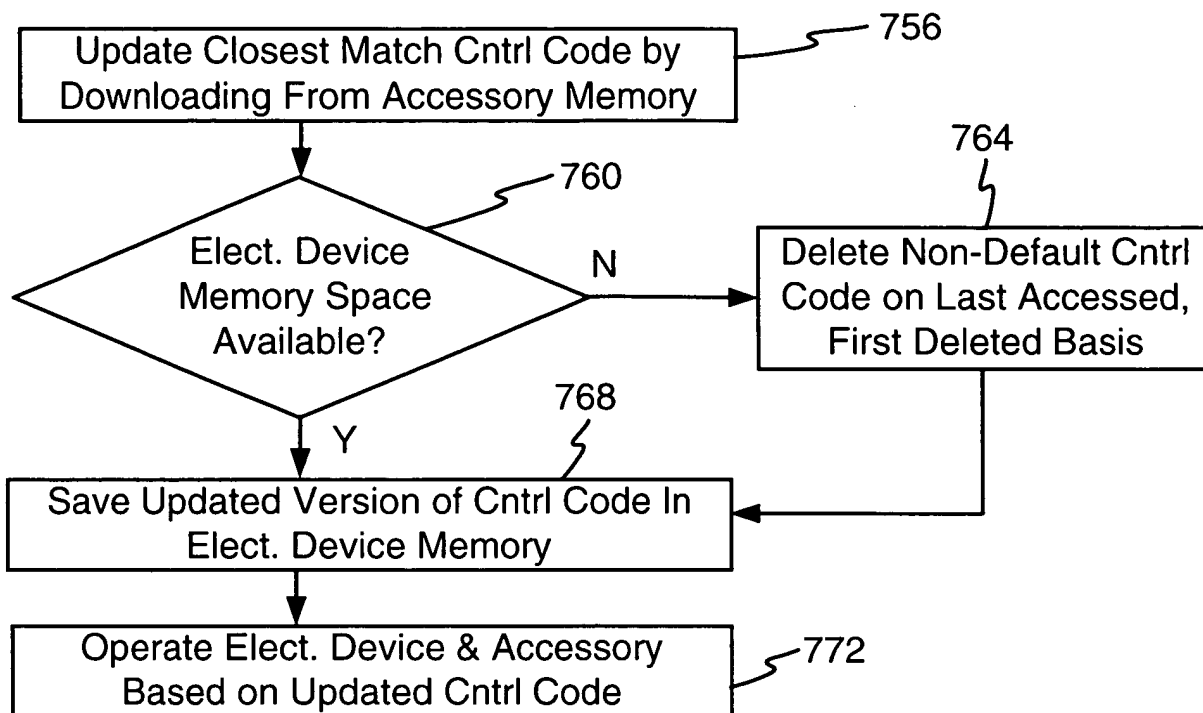 756
Update Closest Match Cntrl Code by
Downloading From Accessory Memory
760
Elect. Device
Memory Space
Available?
N
764
Delete Non-Default Cntrl
Code on Last Accessed,
First Deleted Basis
Y
768
Save Updated Version of Cntrl Code In
Elect. Device Memory
Operate Elect. Device & Accessory
Based on Updated Cntrl Code
772